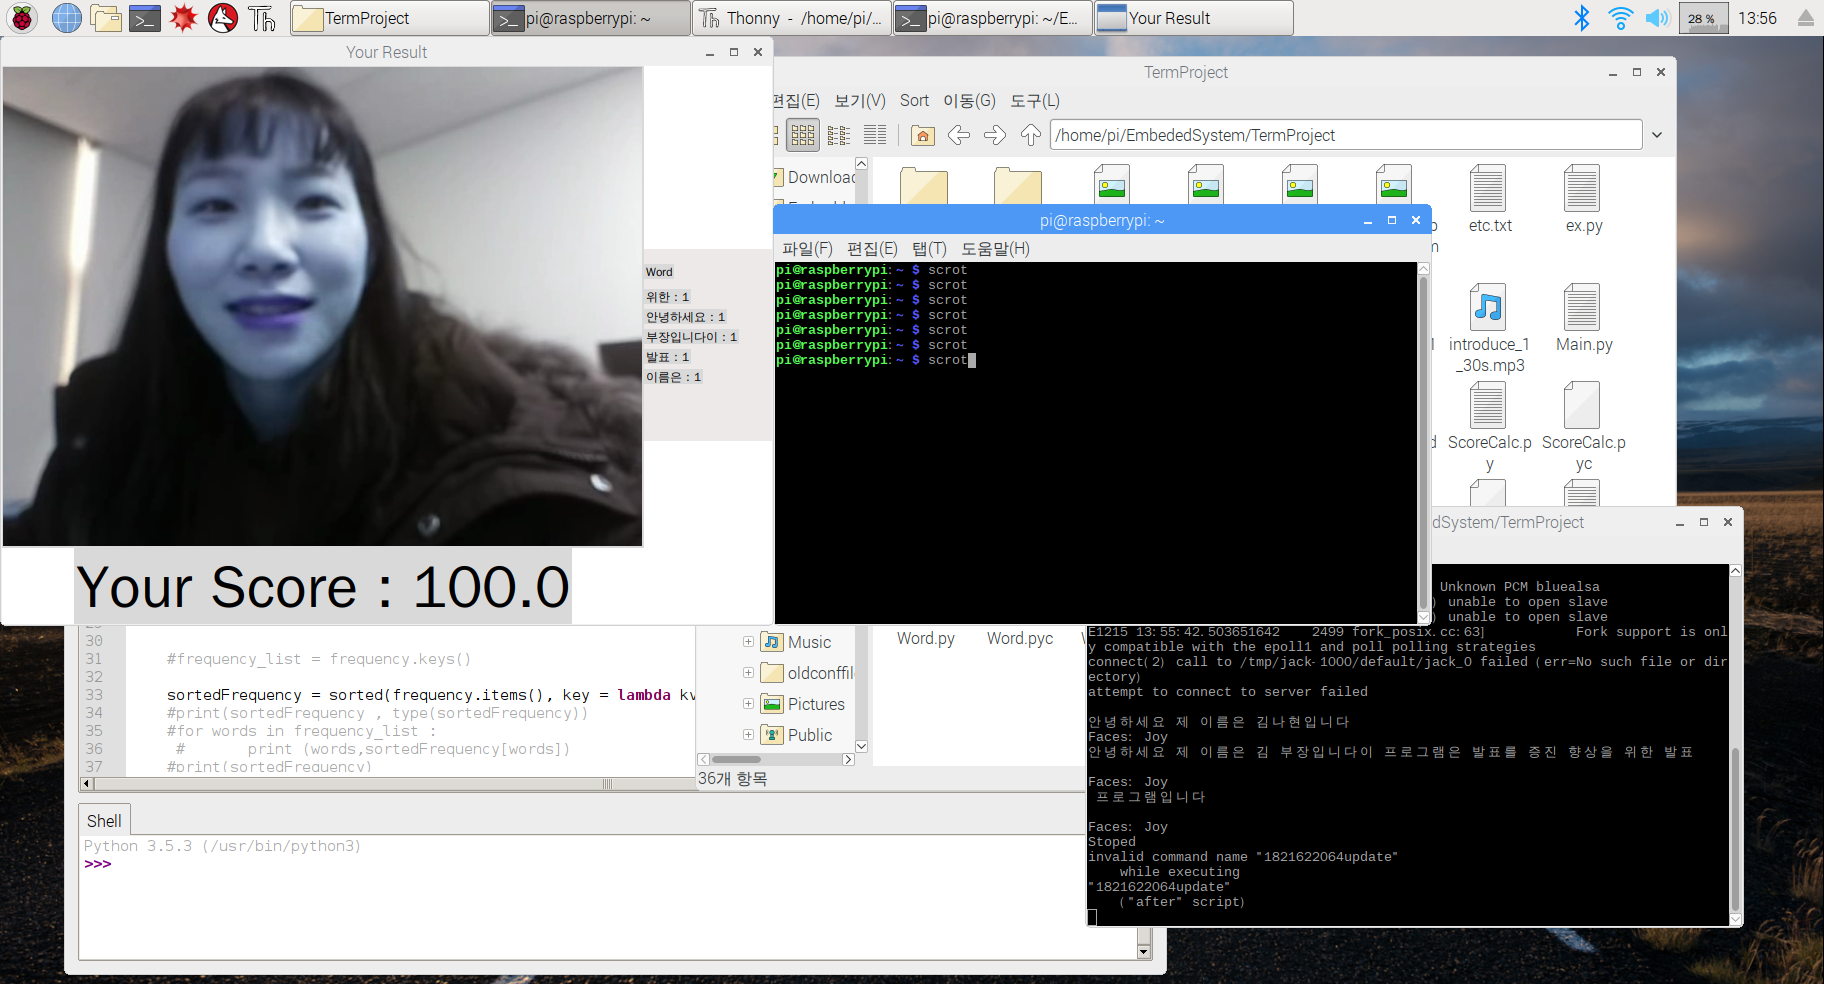 TermProject
pi@raspberrypi: ~
Thonny - /home/pi/...
pi@raspberrypi: ~/E...
Your Result
28 %
13:56
Your Result
Word
위한 : 1
안녕하세요 : 1
부장입니다이 : 1
발표 : 1
이름은 : 1
Your Score : 100.0
TermProject
편집(E) 보기(V) Sort 이동(G) 도구(L)
/home/pi/EmbededSystem/TermProject
Downloac
etc.txt
ex.py
introduce_1
_30s.mp3
Main.py
ScoreCalc.p
y
ScoreCalc.p
yc
Word.py
Word.pyc
Music
oldconffil
Pictures
Public
36개 항목
pi@raspberrypi: ~
파일(F) 편집(E) 탭(T) 도움말(H)
pi@raspberrypi: ~ $ scrot
pi@raspberrypi: ~ $ scrot
pi@raspberrypi: ~ $ scrot
pi@raspberrypi: ~ $ scrot
pi@raspberrypi: ~ $ scrot
pi@raspberrypi: ~ $ scrot
pi@raspberrypi: ~ $ scrot
dSystem/TermProject
Unknown PCM bluealsa
) unable to open slave
) unable to open slave
E1215 13:55:42.503651642 2499 fork_posix.cc:63] Fork support is onl
y compatible with the epoll1 and poll polling strategies
connect(2) call to /tmp/jack-1000/default/jack_0 failed (err=No such file or dir
ectory)
attempt to connect to server failed
안녕하세요 제 이름은 김나현입니다
Faces: Joy
안녕하세요 제 이름은 김 부장입니다이 프로그램은 발표를 증진 향상을 위한 발표
Faces: Joy
프로그램입니다
Faces: Joy
Stoped
invalid command name "1821622064update"
while executing
"1821622064update"
("after" script)
30
31 #frequency_list = frequency.keys()
32
33 sortedFrequency = sorted(frequency.items(), key = lambda kv
34 #print(sortedFrequency , type(sortedFrequency))
35 #for words in frequency_list :
36 # print (words,sortedFrequency[words])
37 #print(sortedFrequency)
Shell
Python 3.5.3 (/usr/bin/python3)
>>>